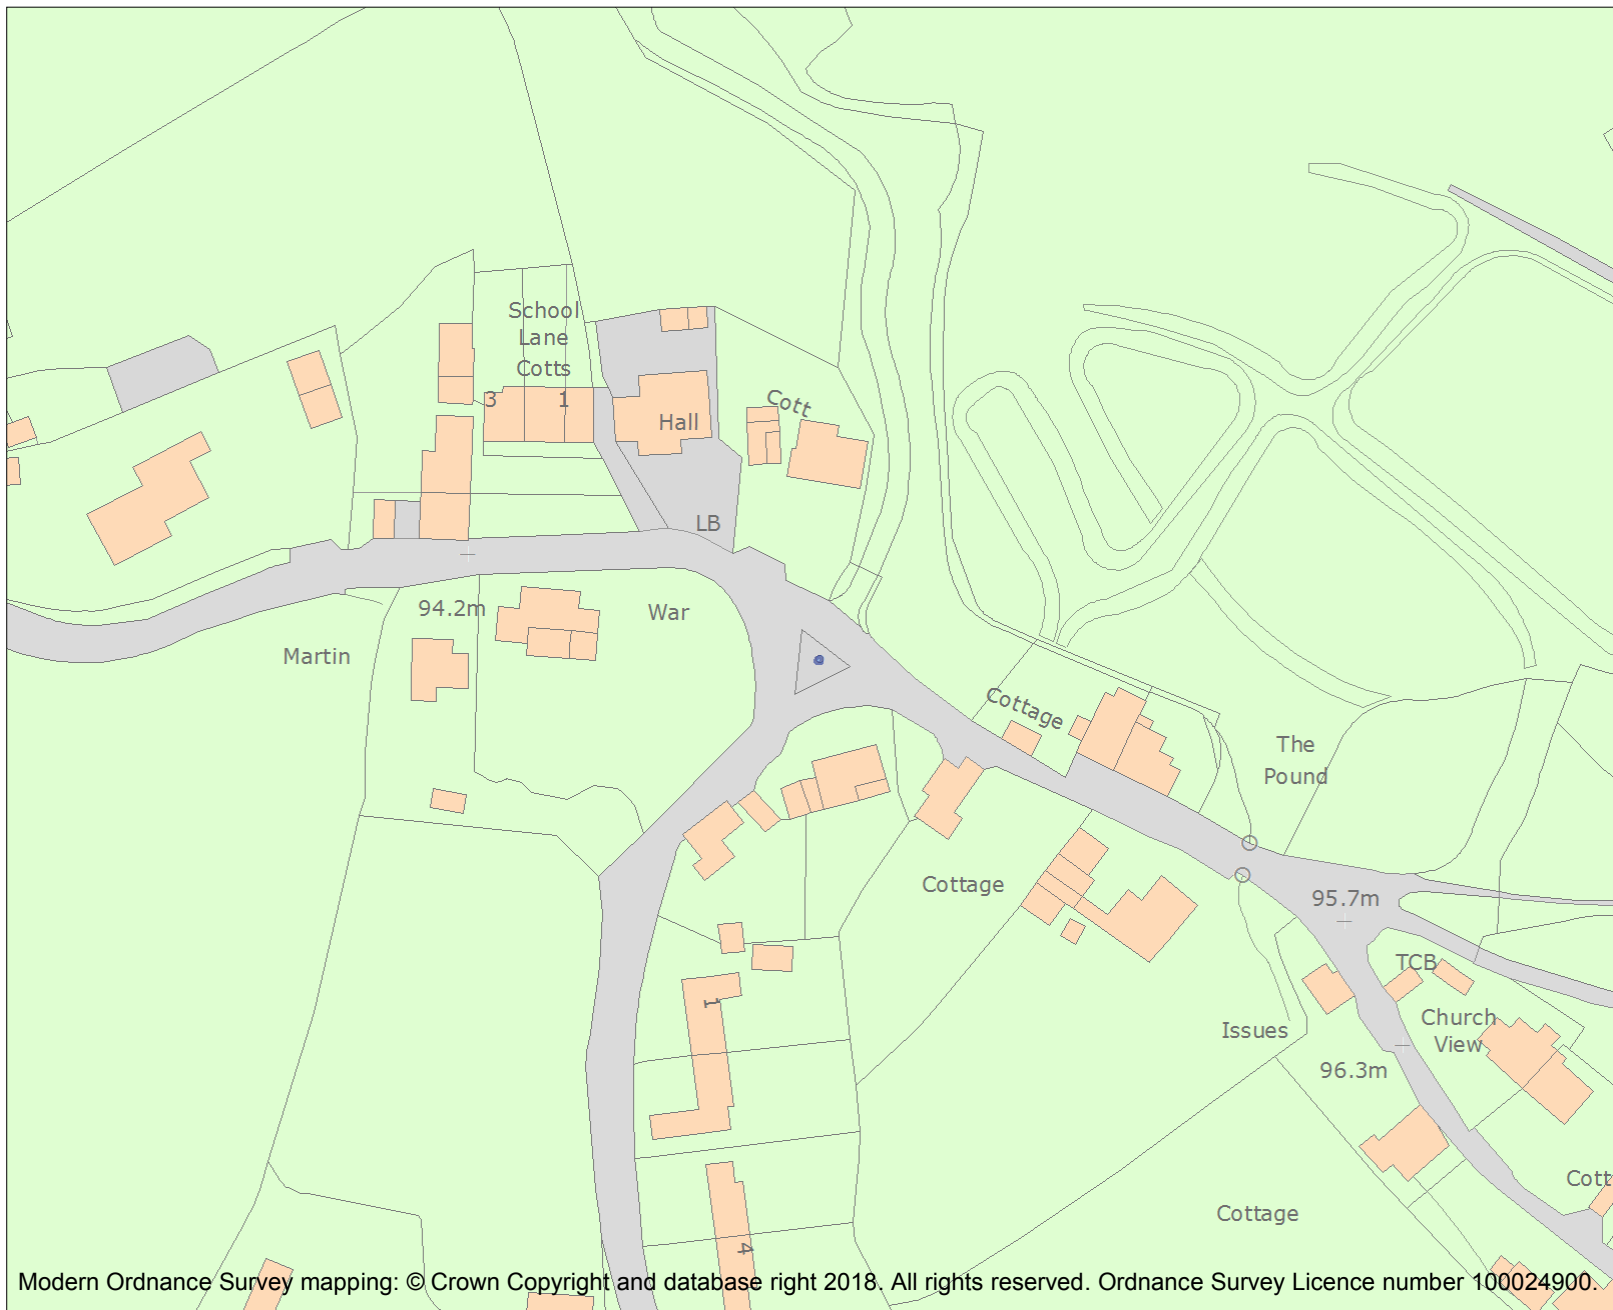 School
Lane
Cotts
3
1
Hall
Cott
LB
94.2m
War
Martin
Cottage
The
Pound
Cottage
95.7m
TCB
1
Issues
Church
View
96.3m
Cott
Cottage
4
Modern Ordnance Survey mapping: © Crown Copyright and database right 2018. All rights reserved. Ordnance Survey Licence number 100024900.